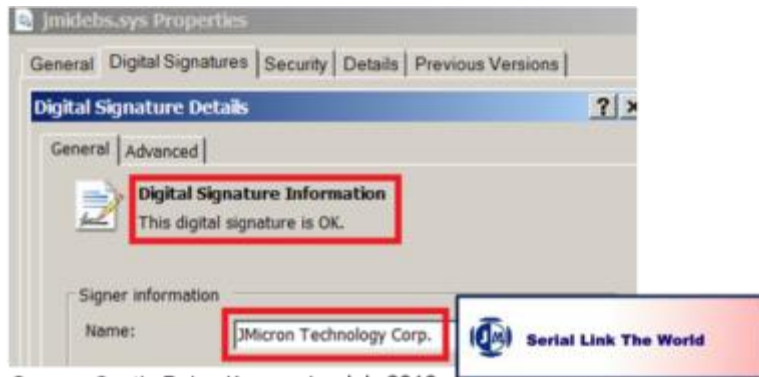 jmidebs.sys Properties
General Digital Signatures Security Details Previous Versions
Digital Signature Details
General Advanced
Digital Signature Information
This digital signature is OK.
Signer information
Name: JMicron Technology Corp.
JM Serial Link The World